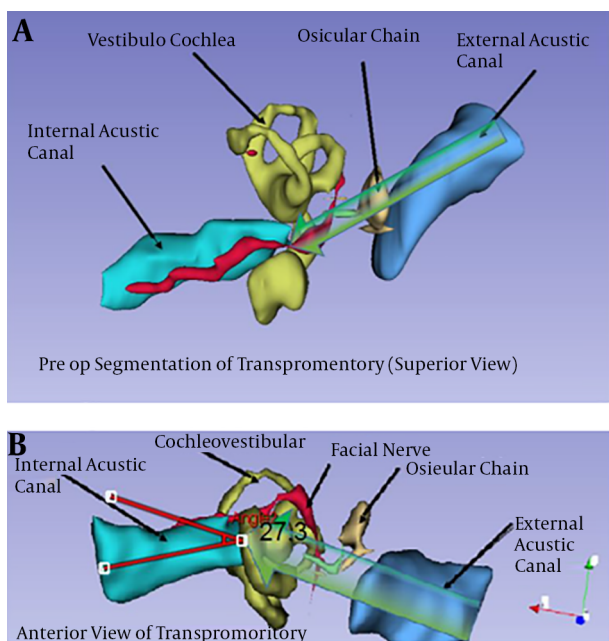 A
Vestibulo Cochlea
Osicular Chain
External Acustic
Canal
Internal Acustic
Canal
Pre op Segmentation of Transpromentory (Superior View)
B
Cochleovestibular
Facial Nerve
Internal Acustic
Canal
Osieular Chain
Angle
27.3
External
Acustic
Canal
Anterior View of Transpromoritory